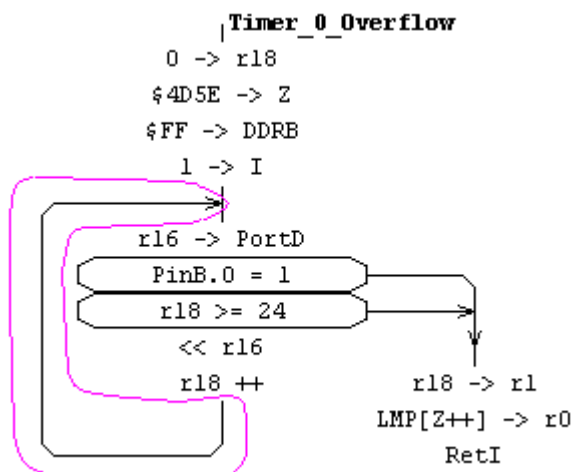 Timer_0_Overflow
0 -> r18
$4D5E -> Z
$FF -> DDRB
1 -> I
r16 -> PortD
PinB.0 = 1
r18 >= 24
<< r16
r18 ++
r18 -> r1
LMP[Z++] -> r0
RetI